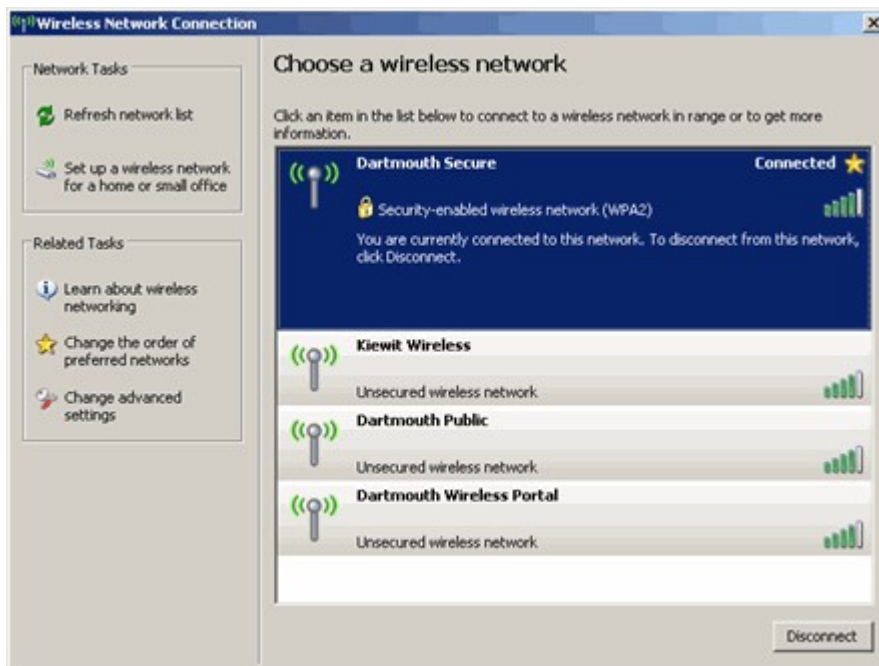 Wireless Network Connection
Network Tasks
Refresh network list
Set up a wireless network
for a home or small office
Related Tasks
Learn about wireless
networking
Change the order of
preferred networks
Change advanced
settings
Choose a wireless network
Click an item in the list below to connect to a wireless network in range or to get more
information.
Dartmouth Secure
Connected
Security-enabled wireless network (WPA2)
You are currently connected to this network. To disconnect from this network,
click Disconnect.
Kiewit Wireless
Unsecured wireless network
Dartmouth Public
Unsecured wireless network
Dartmouth Wireless Portal
Unsecured wireless network
Disconnect